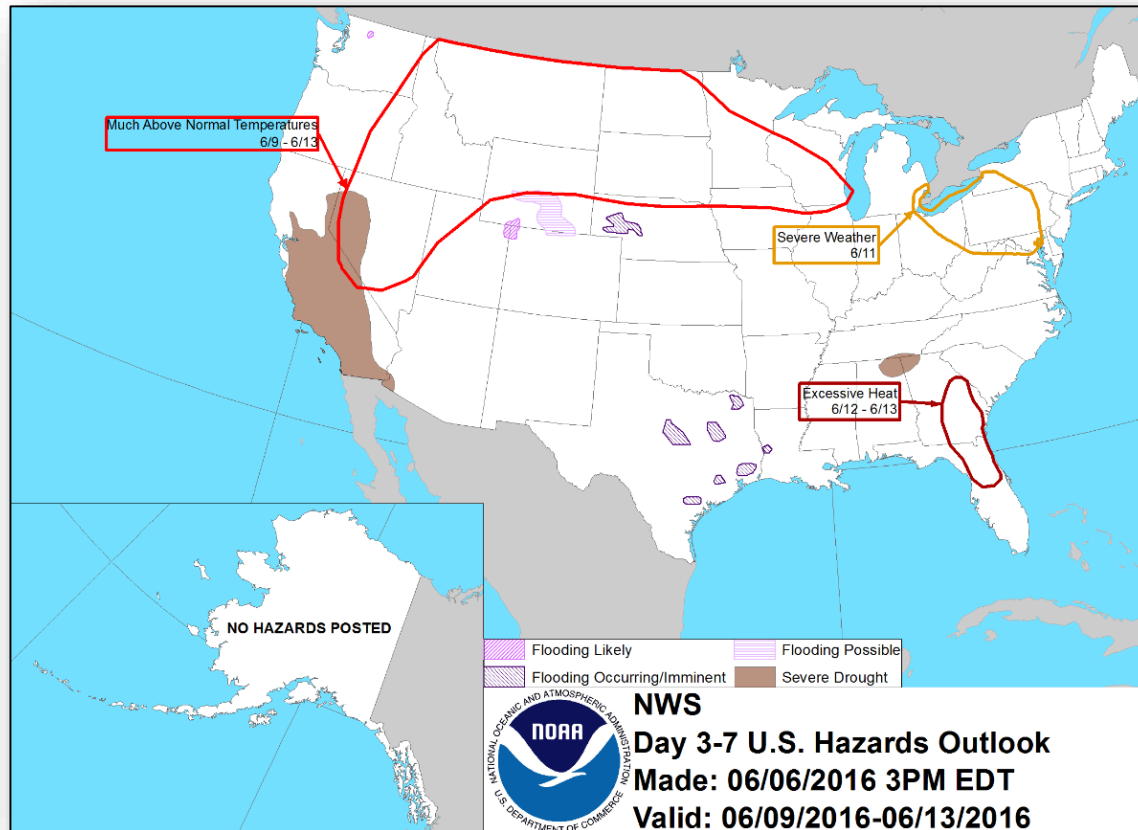 Much Above Normal Temperatures
6/9 - 6/13
Severe Weather
6/11
Excessive Heat
6/12 - 6/13
NO HAZARDS POSTED
Flooding Likely
Flooding Possible
Flooding Occurring/Imminent
Severe Drought
NATIONAL OCEANIC AND ATMOSPHERIC ADMINISTRATION
NOAA
U.S. DEPARTMENT OF COMMERCE
NWS
Day 3-7 U.S. Hazards Outlook
Made: 06/06/2016 3PM EDT
Valid: 06/09/2016-06/13/2016